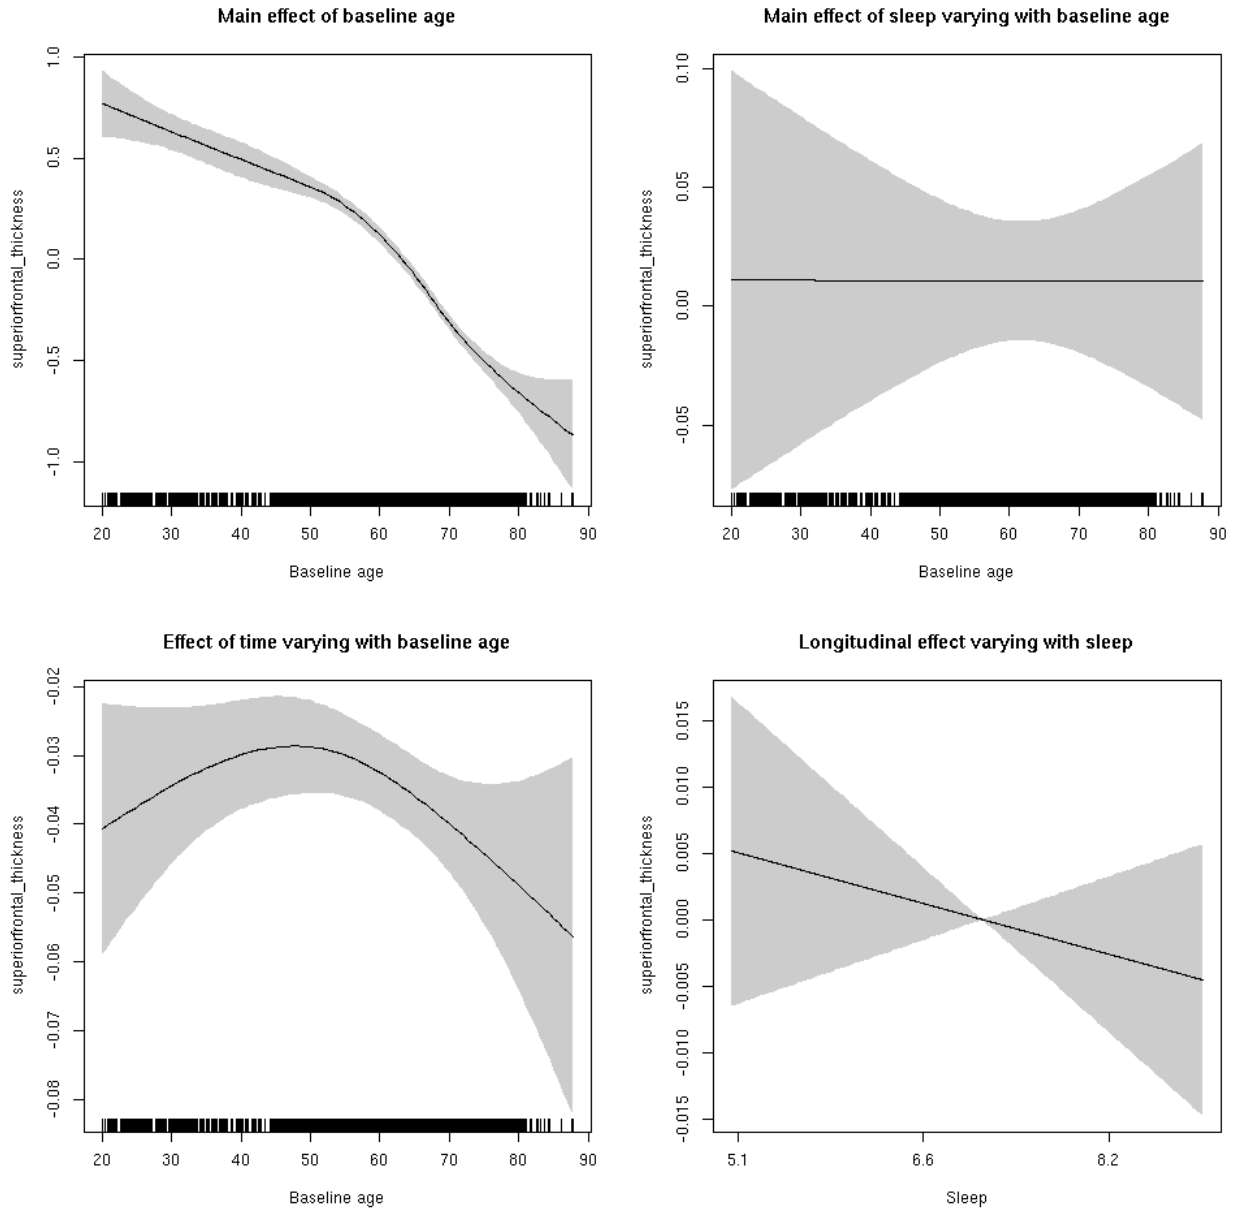 Main effect of baseline age
superiorfrontal_thickness
1.0
0.5
0.0
-0.5
-1.0
20 30 40 50 60 70 80 90
Baseline age
Main effect of sleep varying with baseline age
superiorfrontal_thickness
0.10
0.05
0.00
-0.05
20 30 40 50 60 70 80 90
Baseline age
Effect of time varying with baseline age
superiorfrontal_thickness
-0.02
-0.03
-0.04
-0.05
-0.06
-0.07
-0.08
20 30 40 50 60 70 80 90
Baseline age
Longitudinal effect varying with sleep
superiorfrontal_thickness
0.015
0.010
0.005
0.000
-0.005
-0.010
-0.015
5.1 6.6 8.2
Sleep